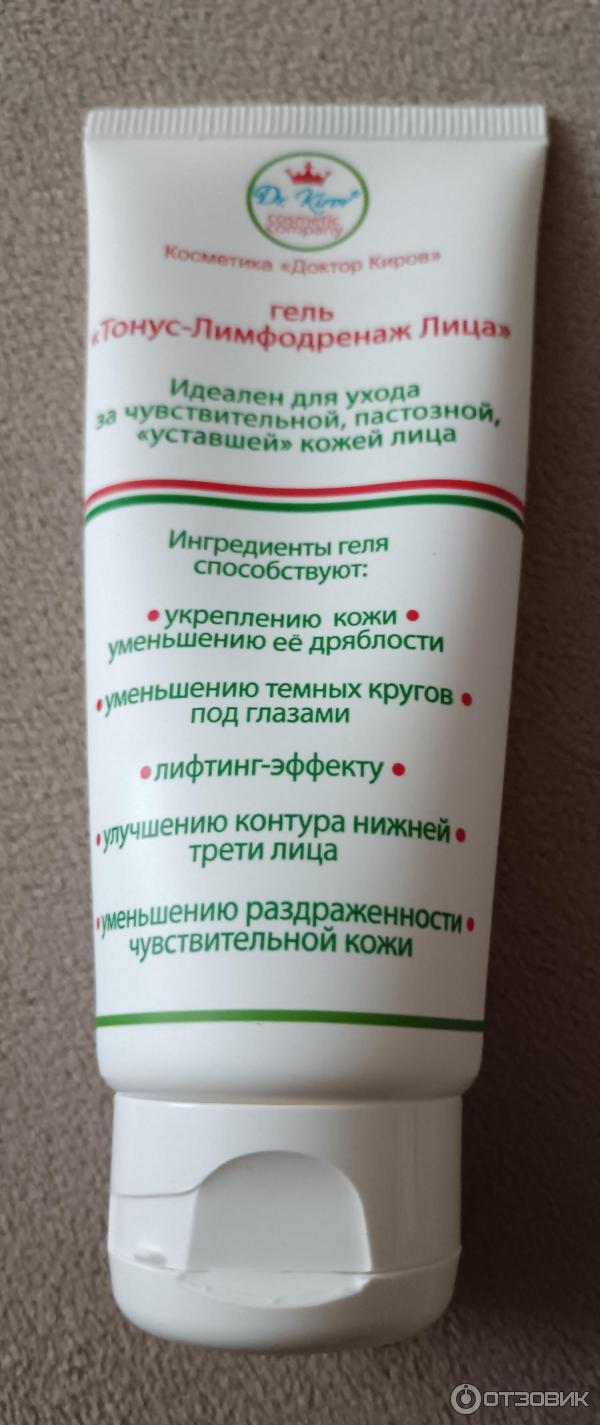 Dr. Kirov
cosmetic
company
Косметика «Доктор Киров»
гель
«Тонус-Лимфодренаж Лица»
Идеален для ухода
за чувствительной, пастозной,
«уставшей» кожей лица
Ингредиенты геля
способствуют:
• укреплению кожи •
уменьшению её дряблости
• уменьшению темных кругов •
под глазами
• лифтинг-эффекту •
• улучшению контура нижней •
трети лица
• уменьшению раздраженности •
чувствительной кожи
ОТЗОВИК